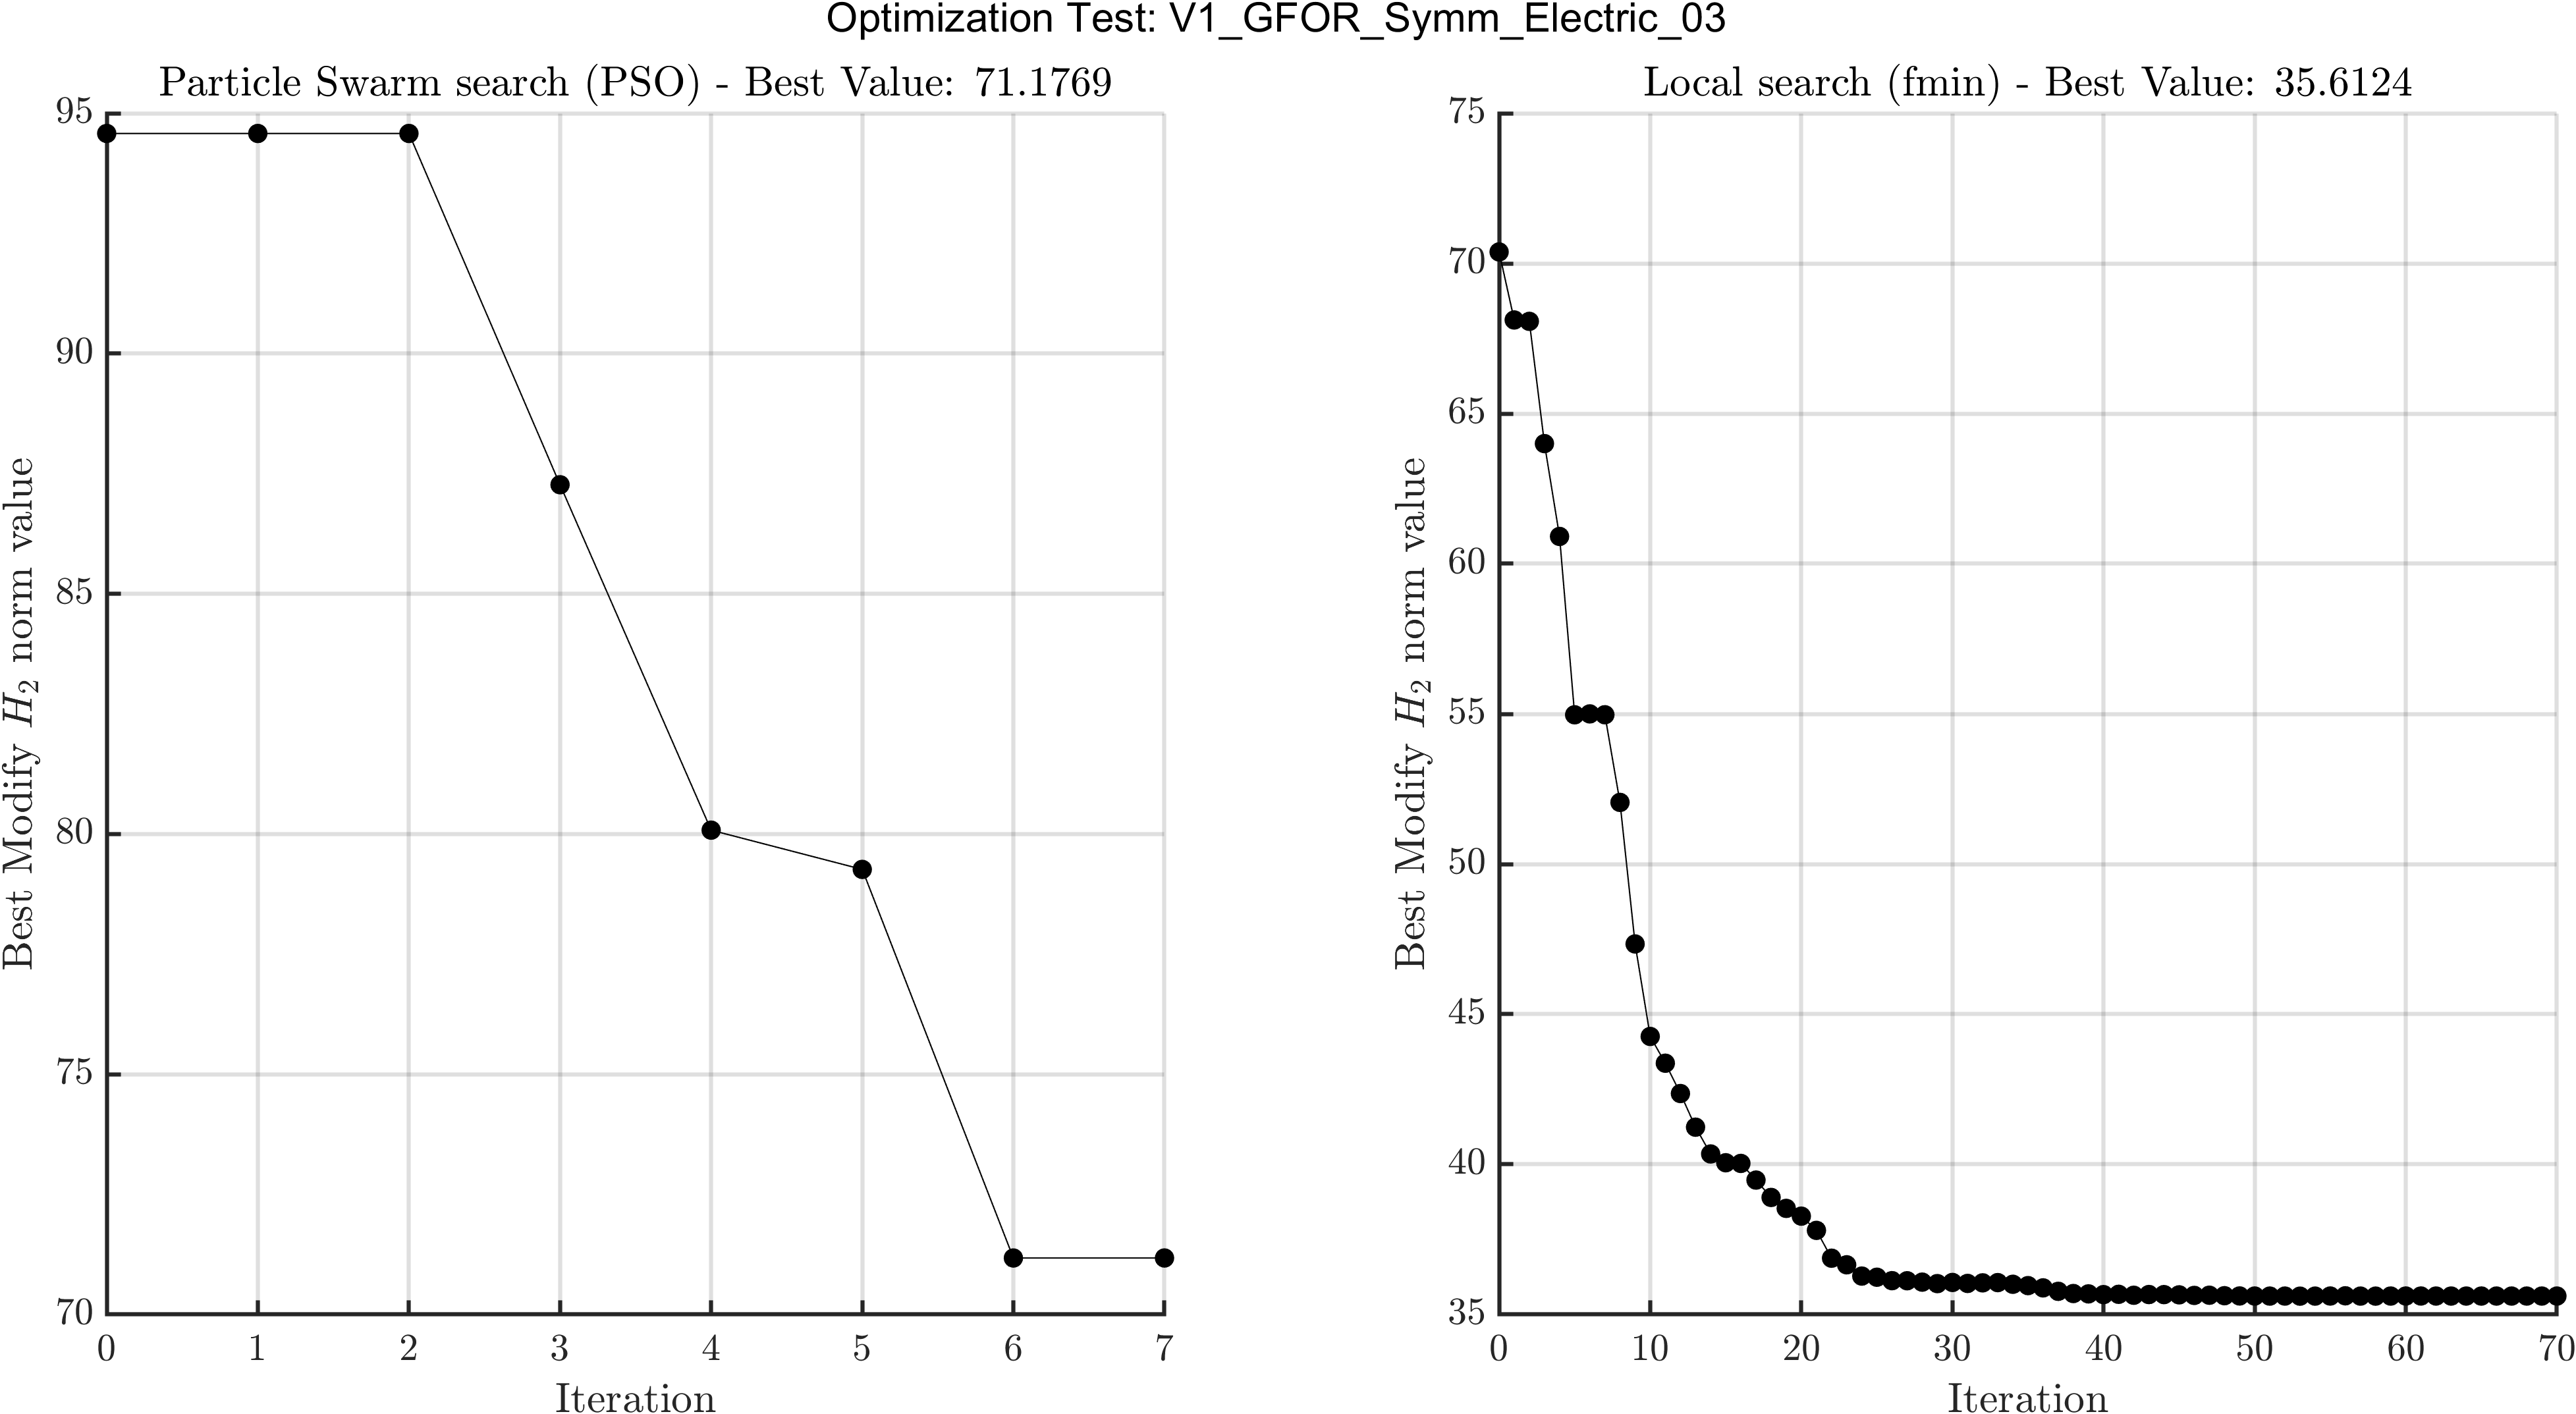 Optimization Test: V1_GFOR_Symm_Electric_03
Particle Swarm search (PSO) - Best Value: 71.1769
95
90
85
80
75
70
Best Modify H₂ norm value
0 1 2 3 4 5 6 7
Iteration
Local search (fmin) - Best Value: 35.6124
75
70
65
60
55
50
45
40
35
Best Modify H₂ norm value
0 10 20 30 40 50 60 70
Iteration